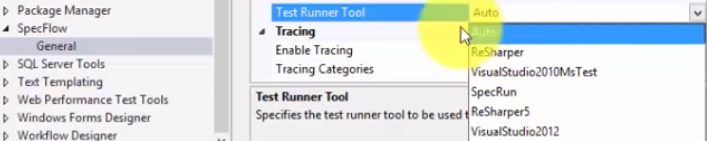 Package Manager
SpecFlow
General
SQL Server Tools
Text Templating
Web Performance Test Tools
Windows Forms Designer
Workflow Designer
Test Runner Tool Auto
Tracing
Enable Tracing
Tracing Categories
Test Runner Tool
Specifies the test runner tool to be used t
Auto
ReSharper
VisualStudio2010MsTest
SpecRun
ReSharper5
VisualStudio2012